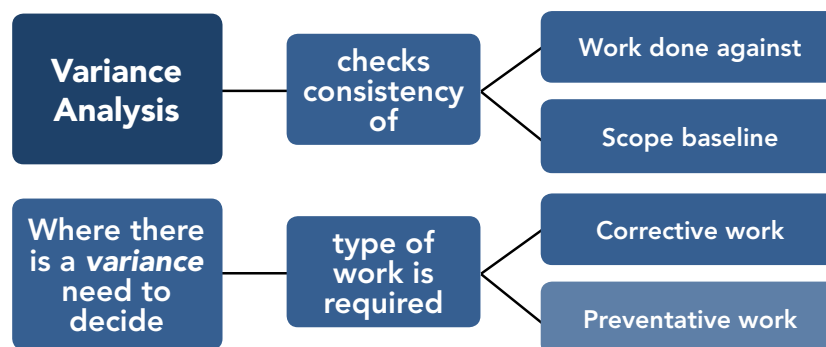 Variance
Analysis
checks
consistency
of
Work done against
Scope baseline
Where there
is a variance
need to
decide
type of
work is
required
Corrective work
Preventative work